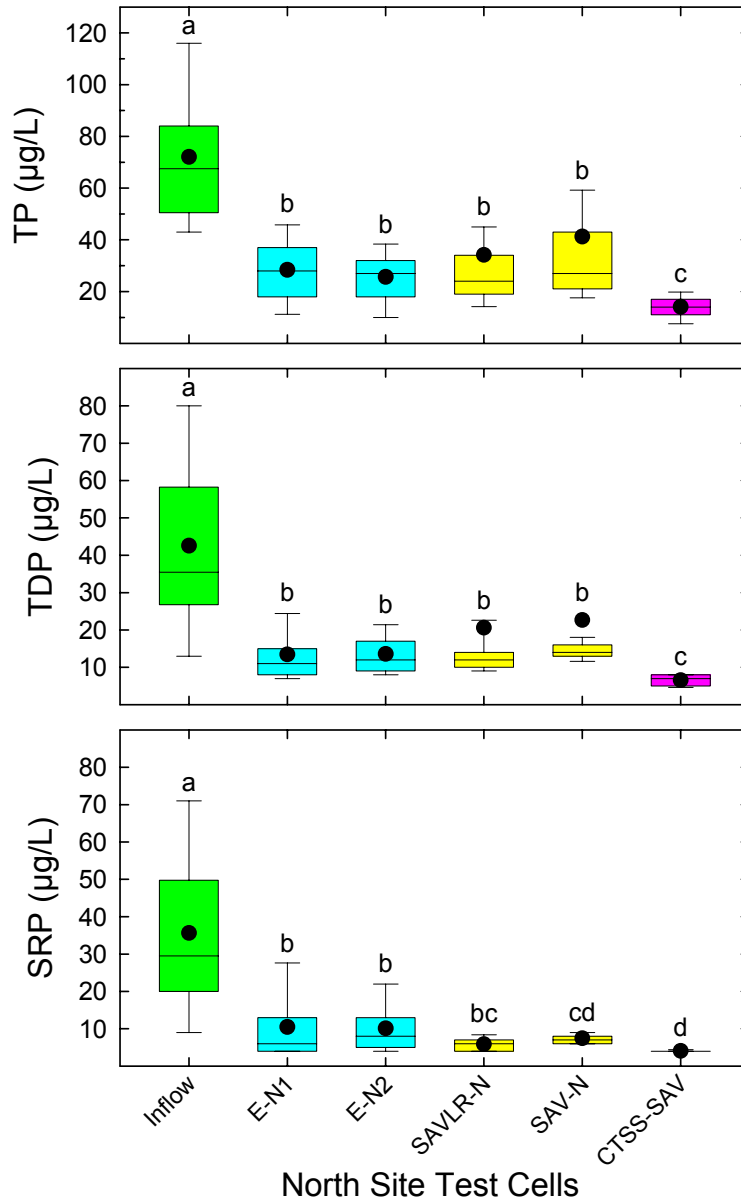 a b b b b c
TP (µg/L)
120
100
80
60
40
20
a b b b b c
TDP (µg/L)
80
70
60
50
40
30
20
10
a b b bc cd d
SRP (µg/L)
80
70
60
50
40
30
20
10
Inflow E-N1 E-N2 SAVLR-N SAV-N CTSS-SAV
North Site Test Cells